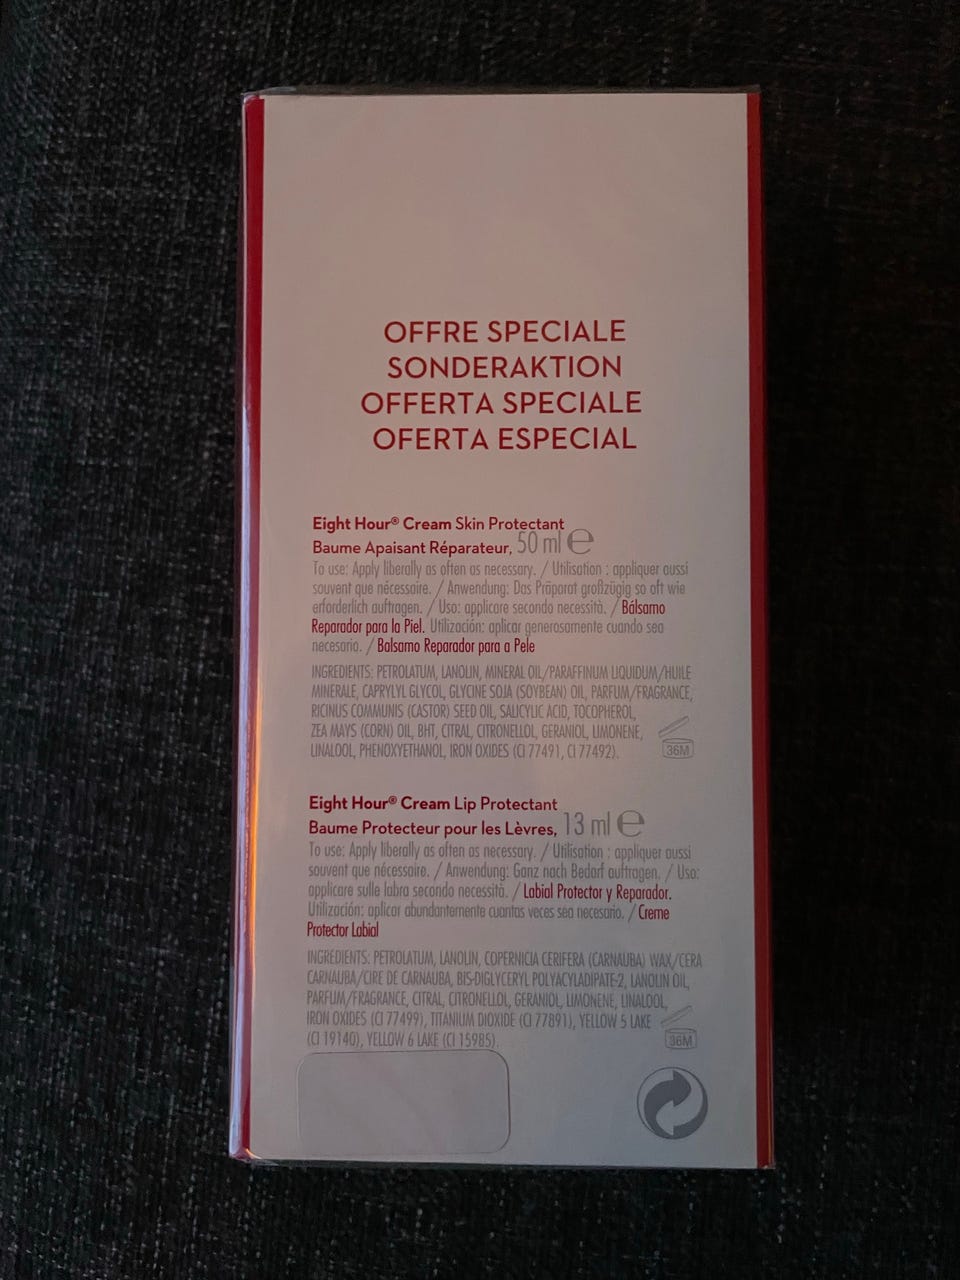 OFFRE SPECIALE
SONDERAKTION
OFFERTA SPECIALE
OFERTA ESPECIAL
Eight Hour® Cream Skin Protectant
Baume Apaisant Réparateur, 50 ml ℮
To use: Apply liberally as often as necessary. / Utilisation : appliquer aussi
souvent que nécessaire. / Anwendung: Das Präparat großzügig so oft wie
erforderlich auftragen. / Uso: applicare secondo necessità. / Bálsamo
Reparador para la Piel. Utilización: aplicar generosamente cuando sea
necesario. / Balsamo Reparador para a Pele
INGREDIENTS: PETROLATUM, LANOLIN, MINERAL OIL/PARAFFINUM LIQUIDUM/HUILE
MINERALE, CAPRYLYL GLYCOL, GLYCINE SOJA (SOYBEAN) OIL, PARFUM/FRAGRANCE,
RICINUS COMMUNIS (CASTOR) SEED OIL, SALICYLIC ACID, TOCOPHEROL,
ZEA MAYS (CORN) OIL, BHT, CITRAL, CITRONELLOL, GERANIOL, LIMONENE,
LINALOOL, PHENOXYETHANOL, IRON OXIDES (CI 77491, CI 77492).
36M
Eight Hour® Cream Lip Protectant
Baume Protecteur pour les Lèvres, 13 ml ℮
To use: Apply liberally as often as necessary. / Utilisation : appliquer aussi
souvent que nécessaire. / Anwendung: Ganz nach Bedarf auftragen. / Uso:
applicare sulle labra secondo necessità. / Labial Protector y Reparador.
Utilización: aplicar abundantemente cuantas veces sea necesario. / Creme
Protector Labial
INGREDIENTS: PETROLATUM, LANOLIN, COPERNICIA CERIFERA (CARNAUBA) WAX/CERA
CARNAUBA/CIRE DE CARNAUBA, BIS-DIGLYCERYL POLYACYLADIPATE-2, LANOLIN OIL,
PARFUM/FRAGRANCE, CITRAL, CITRONELLOL, GERANIOL, LIMONENE, LINALOOL,
IRON OXIDES (CI 77499), TITANIUM DIOXIDE (CI 77891), YELLOW 5 LAKE
(CI 19140), YELLOW 6 LAKE (CI 15985).
36M